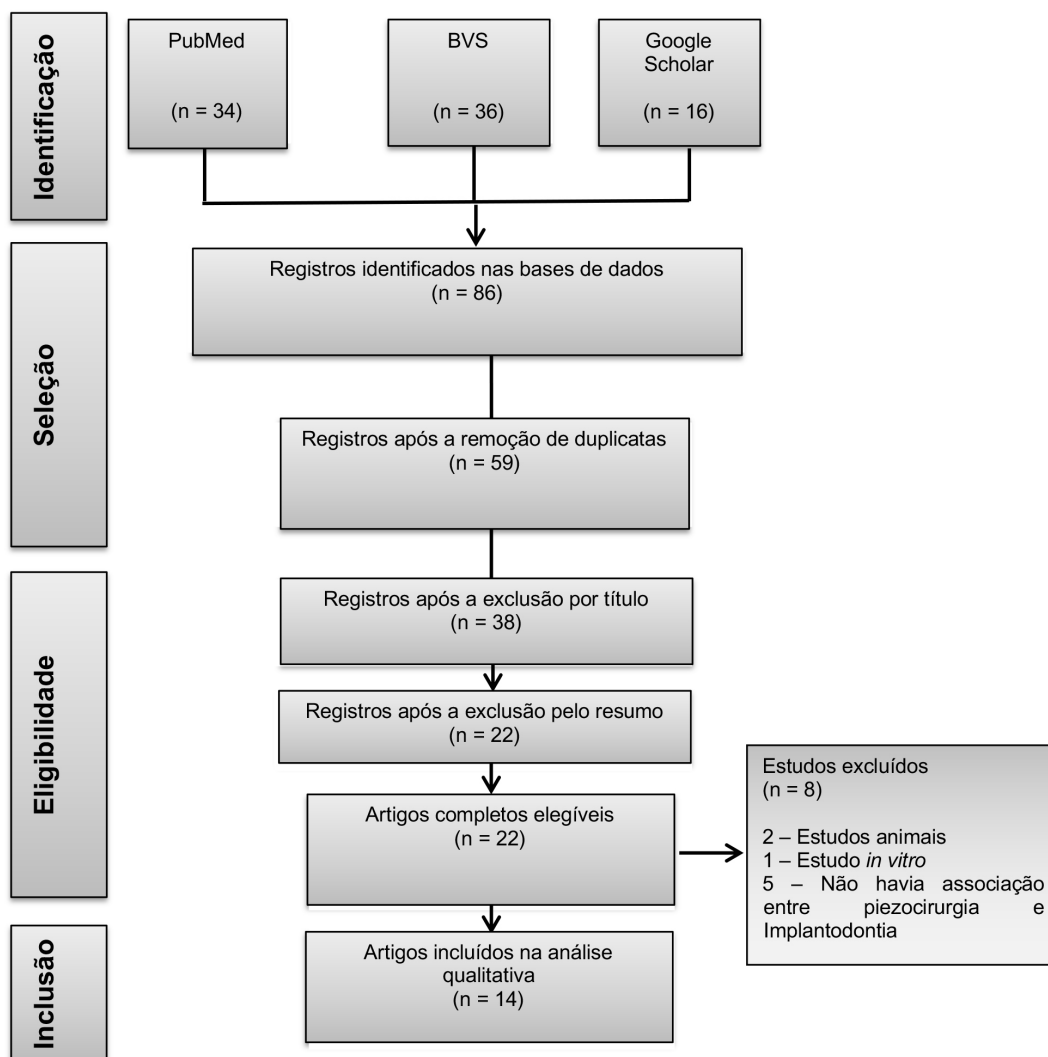 Identificação
PubMed
(n = 34)
BVS
(n = 36)
Google
Scholar
(n = 16)
Seleção
Registros identificados nas bases de dados
(n = 86)
Registros após a remoção de duplicatas
(n = 59)
Eligibilidade
Registros após a exclusão por título
(n = 38)
Registros após a exclusão pelo resumo
(n = 22)
Artigos completos elegíveis
(n = 22)
Estudos excluídos
(n = 8)
2 – Estudos animais
1 – Estudo in vitro
5 – Não havia associação
entre piezocirurgia e
Implantodontia
Inclusão
Artigos incluídos na análise
qualitativa
(n = 14)